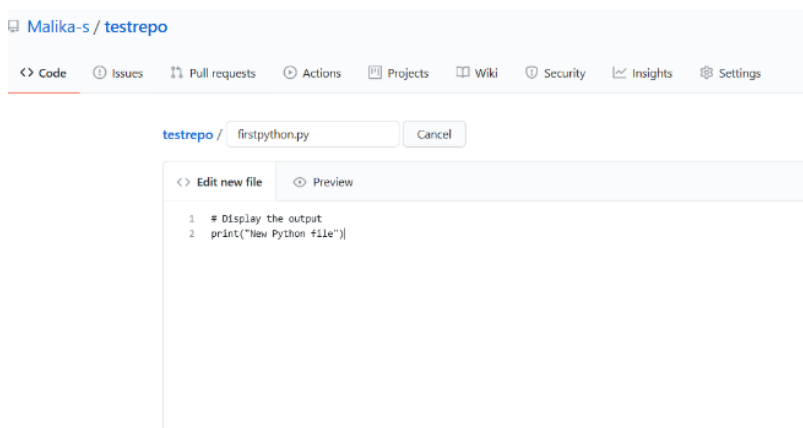 Malika-s / testrepo
Code Issues Pull requests Actions Projects Wiki Security Insights Settings
testrepo / firstpython.py Cancel
Edit new file Preview
1 # Display the output
2 print("New Python file")